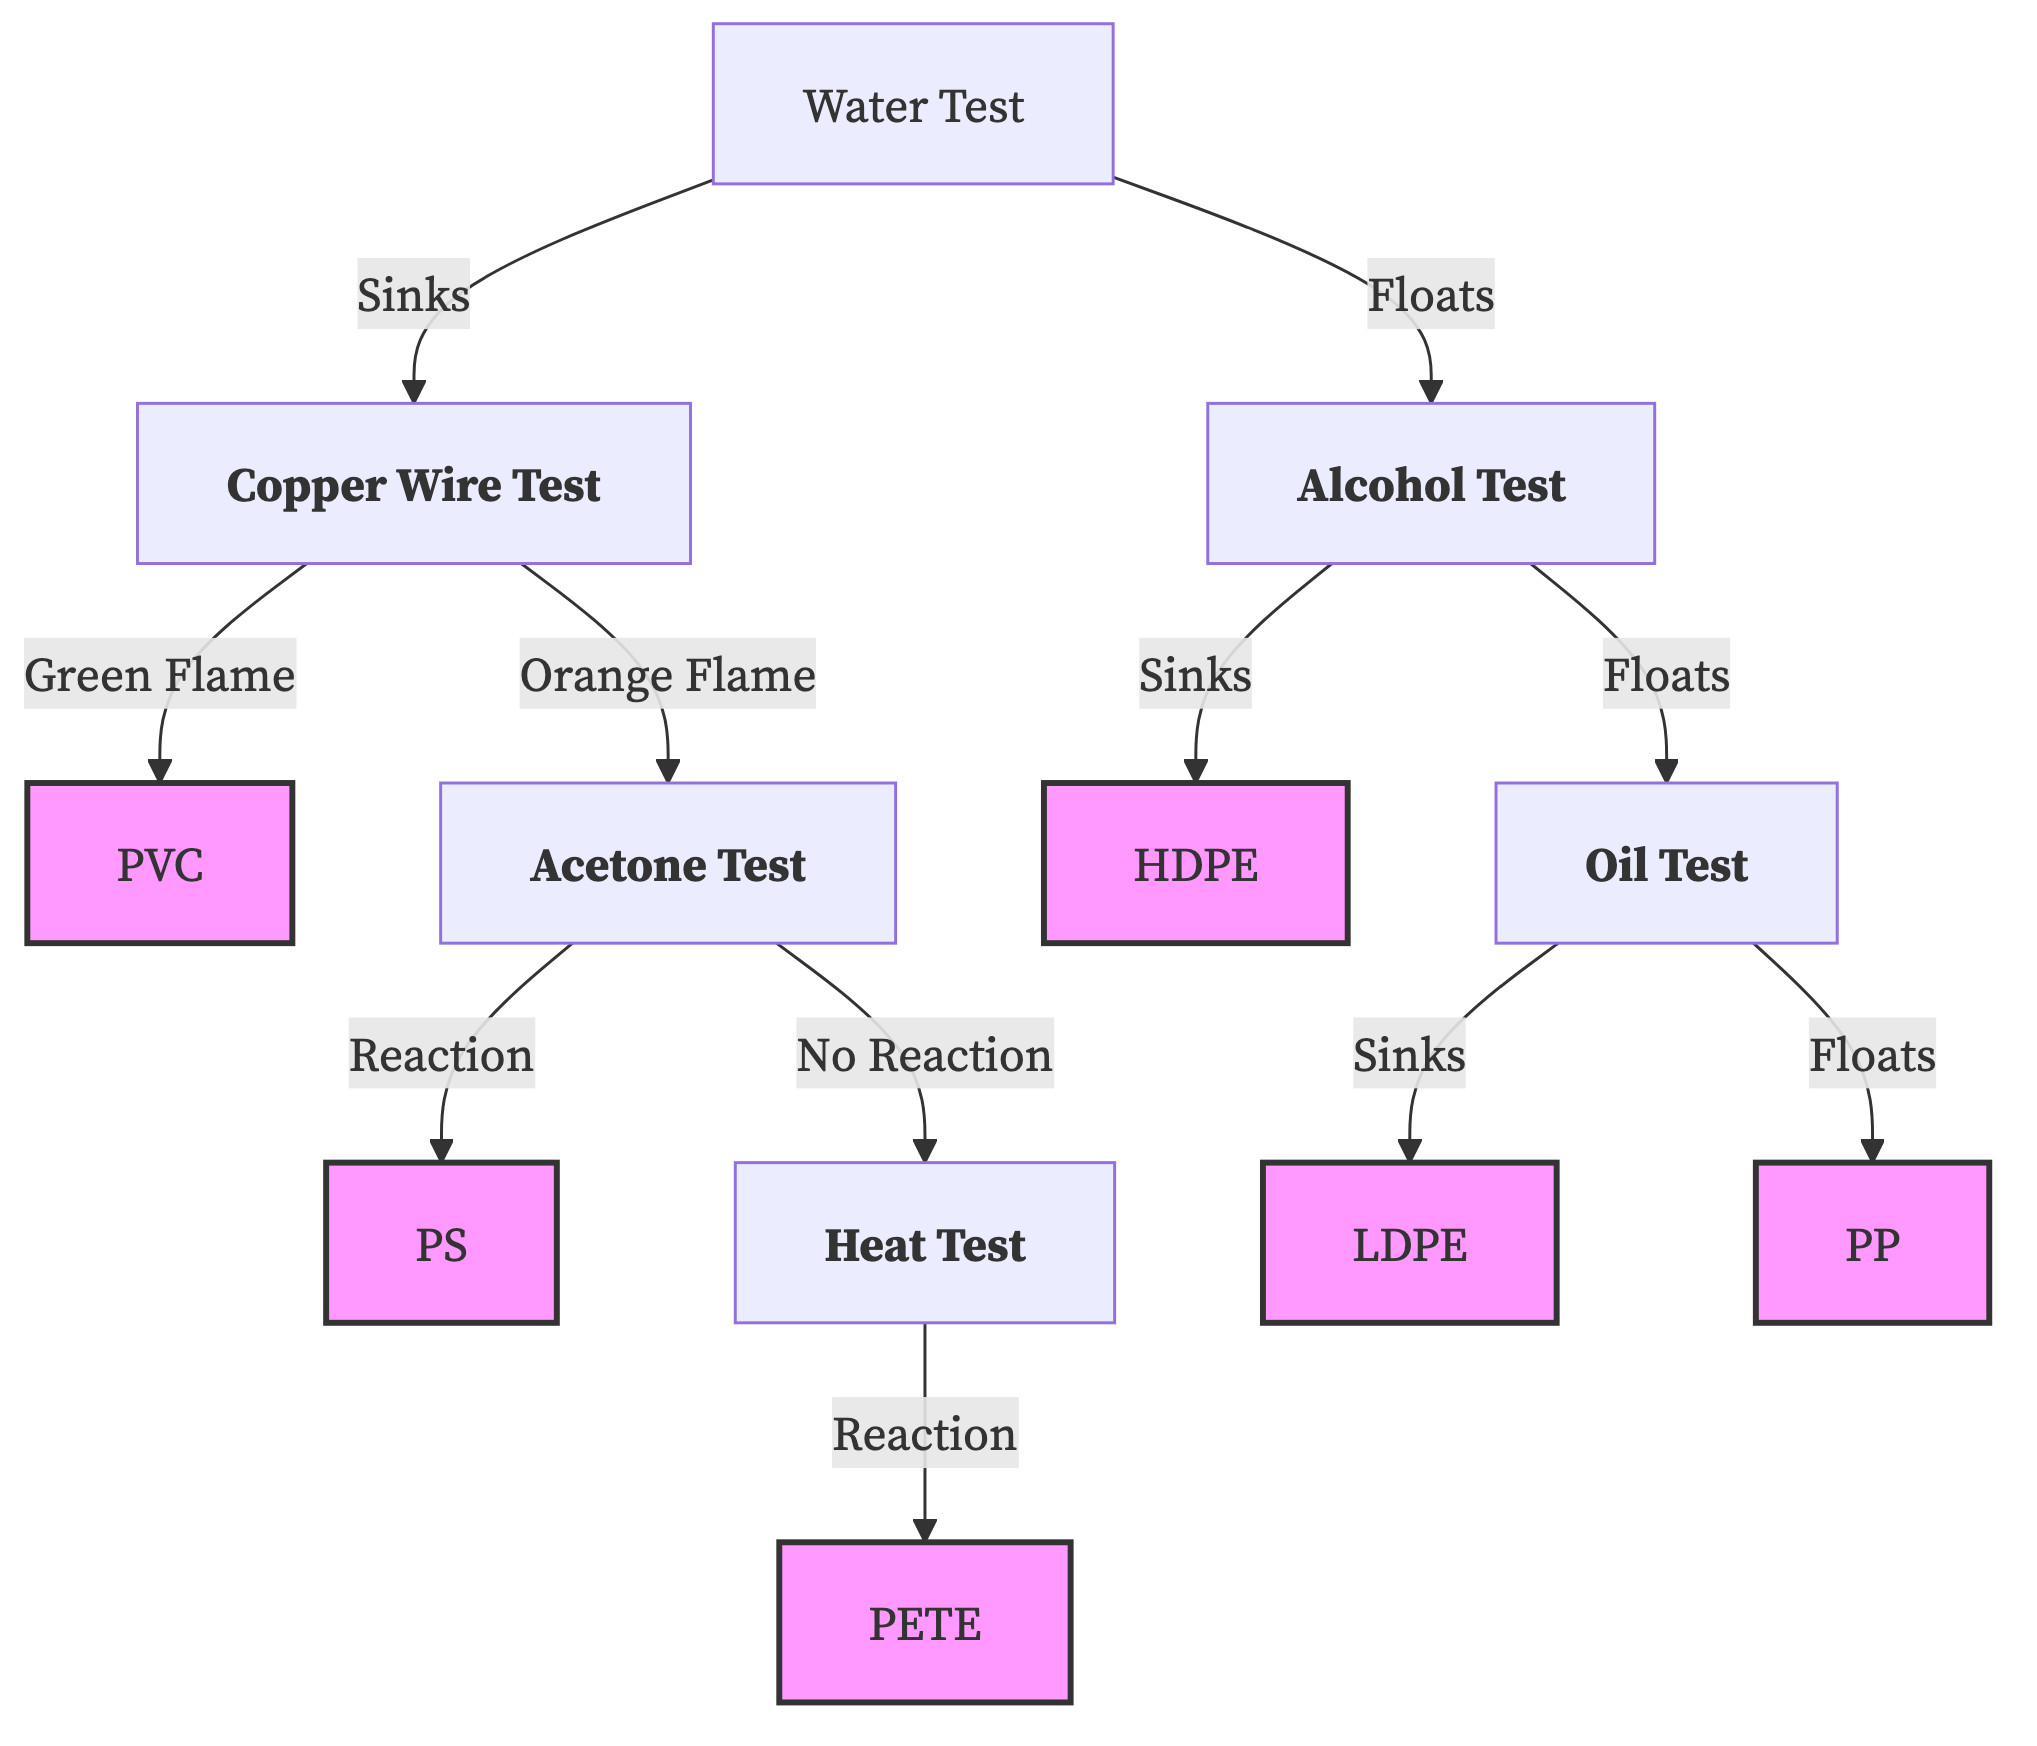 Water Test
Sinks
Floats
Copper Wire Test
Alcohol Test
Green Flame
Orange Flame
Sinks
Floats
PVC
Acetone Test
HDPE
Oil Test
Reaction
No Reaction
Sinks
Floats
PS
Heat Test
LDPE
PP
Reaction
PETE